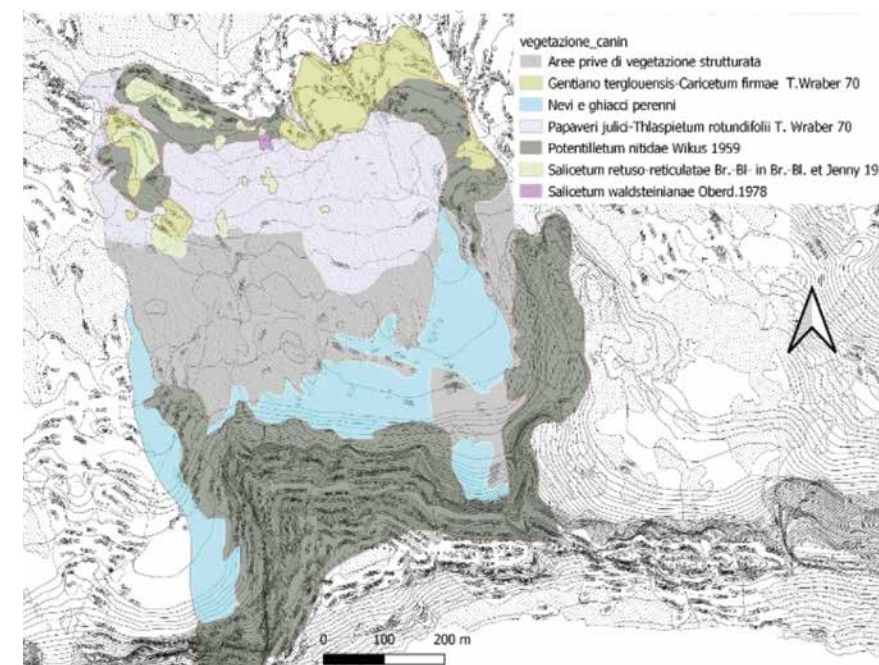 vegetazione_canin
Aree prive di vegetazione strutturata
Gentiano terglouensis-Caricetum firmae T.Wraber 70
Nevi e ghiacci perenni
Papaveri julici-Thlaspietum rotundifolii T. Wraber 70
Potentilletum nitidae Wikus 1959
Salicetum retuso-reticulatae Br.-Bl- in Br.-Bl. et Jenny 19
Salicetum waldsteinianae Oberd.1978
0 100 200 m